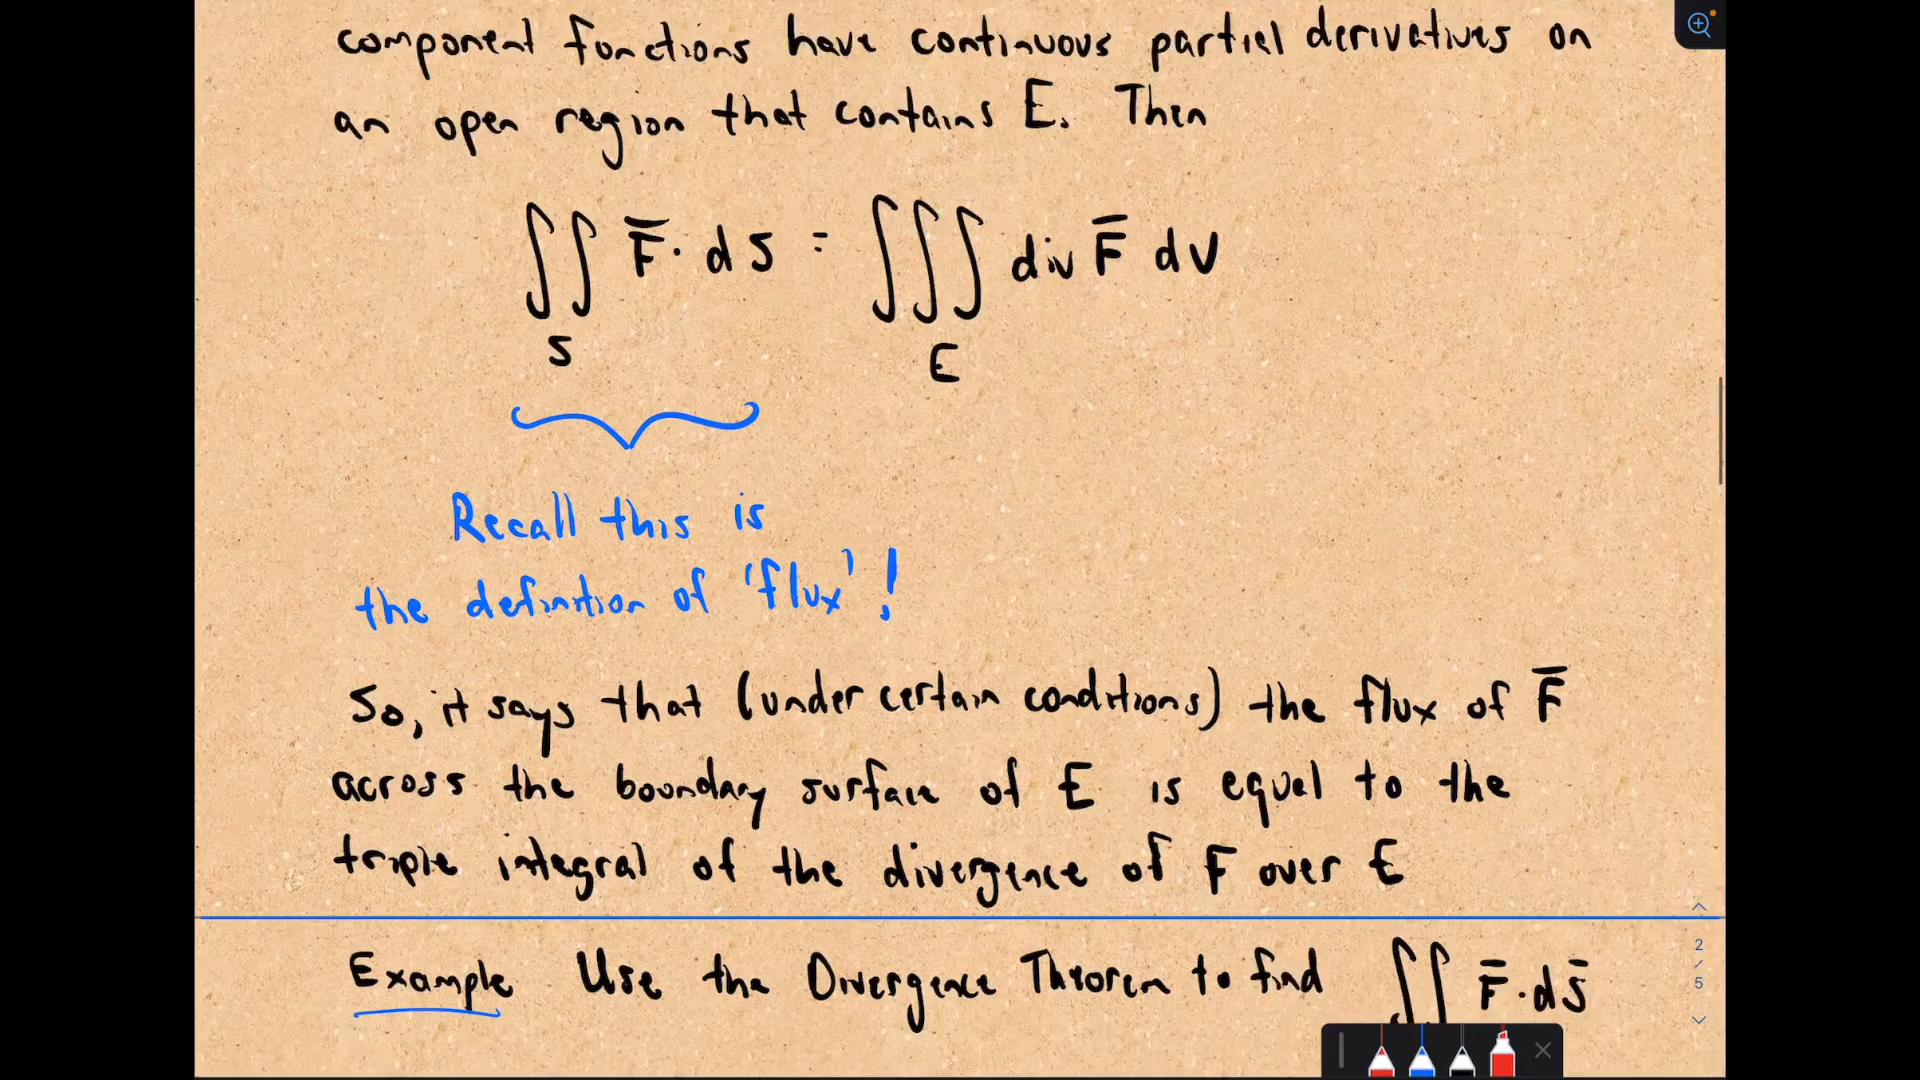 component functions have continuous partial derivatives on
an open region that contains E. Then
∬ F̅ · dS = ∭ div F̅ dV
S E
Recall this is
the definition of 'flux'!
So, it says that (under certain conditions) the flux of F̅
across the boundary surface of E is equal to the
triple integral of the divergence of F over E
Example Use the Divergence Theorem to find ∬ F̅ · dS̅
2
/
5